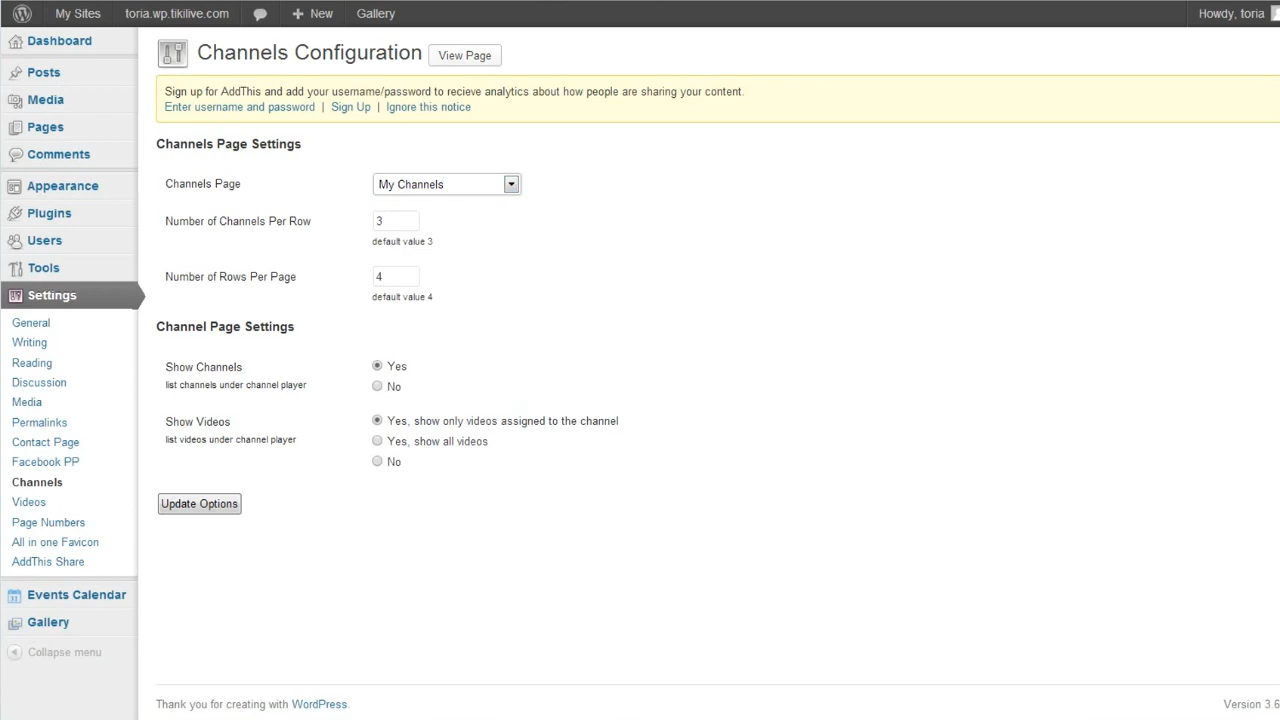 My Sites
toria.wp.tikilive.com
New
Gallery
Howdy, toria
Dashboard
Posts
Media
Pages
Comments
Appearance
Plugins
Users
Tools
Settings
General
Writing
Reading
Discussion
Media
Permalinks
Contact Page
Facebook PP
Channels
Videos
Page Numbers
All in one Favicon
AddThis Share
Events Calendar
Gallery
Collapse menu
Channels Configuration
View Page
Sign up for AddThis and add your username/password to recieve analytics about how people are sharing your content.
Enter username and password | Sign Up | Ignore this notice
Channels Page Settings
Channels Page
My Channels
Number of Channels Per Row
3
default value 3
Number of Rows Per Page
4
default value 4
Channel Page Settings
Show Channels
list channels under channel player
Yes
No
Show Videos
list videos under channel player
Yes, show only videos assigned to the channel
Yes, show all videos
No
Update Options
Thank you for creating with WordPress.
Version 3.6